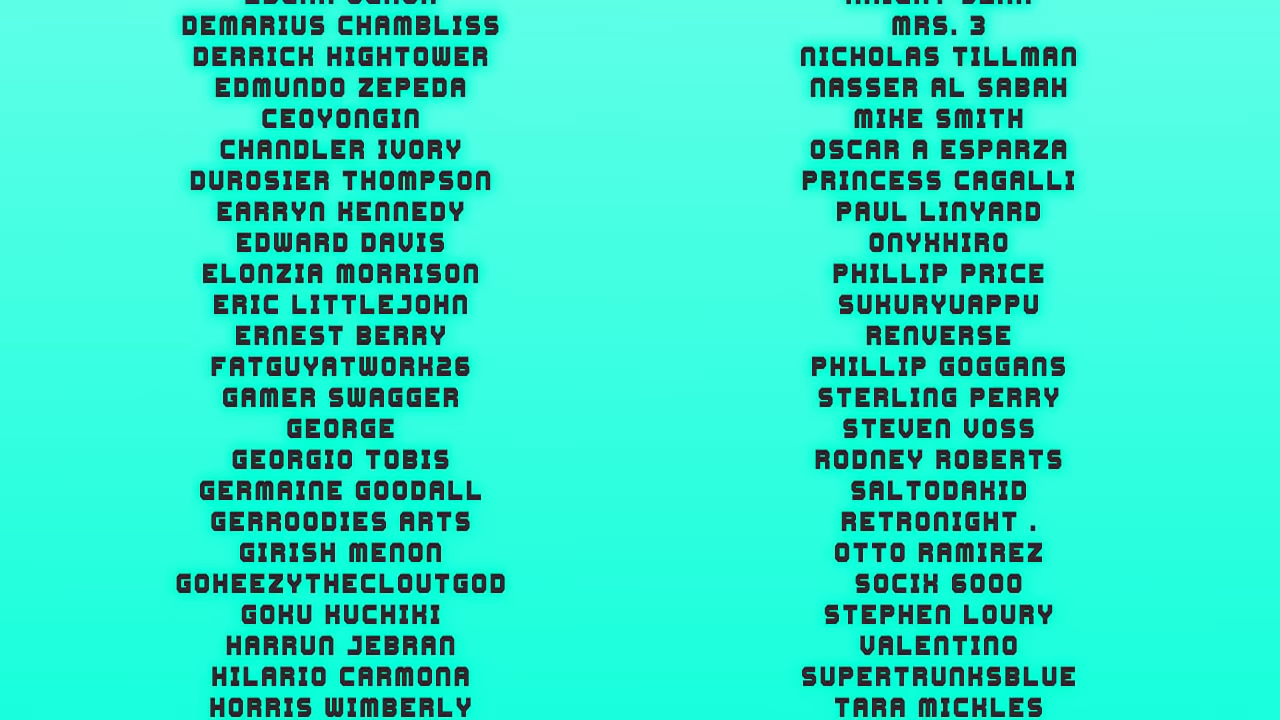 DEMARIUS CHAMBLISS
DERRICK HIGHTOWER
EDMUNDO ZEPEDA
CEOYONGIN
CHANDLER IVORY
DUROSIER THOMPSON
EARRYN KENNEDY
EDWARD DAVIS
ELONZIA MORRISON
ERIC LITTLEJOHN
ERNEST BERRY
FATGUYATWORK26
GAMER SWAGGER
GEORGE
GEORGIO TOBIS
GERMAINE GOODALL
GERROODIES ARTS
GIRISH MENON
GOHEEZYTHECLOUTGOD
GOKU KUCHIKI
HARRUN JEBRAN
HILARIO CARMONA
HORRIS WIMBERLY
MRS. 3
NICHOLAS TILLMAN
NASSER AL SABAH
MIKE SMITH
OSCAR A ESPARZA
PRINCESS CAGALLI
PAUL LINYARD
ONYXHIRO
PHILLIP PRICE
SUKURYUAPPU
RENVERSE
PHILLIP GOGGANS
STERLING PERRY
STEVEN VOSS
RODNEY ROBERTS
SALTODAKID
RETRONIGHT .
OTTO RAMIREZ
SOCIX 6000
STEPHEN LOURY
VALENTINO
SUPERTRUNKSBLUE
TARA MICKLES